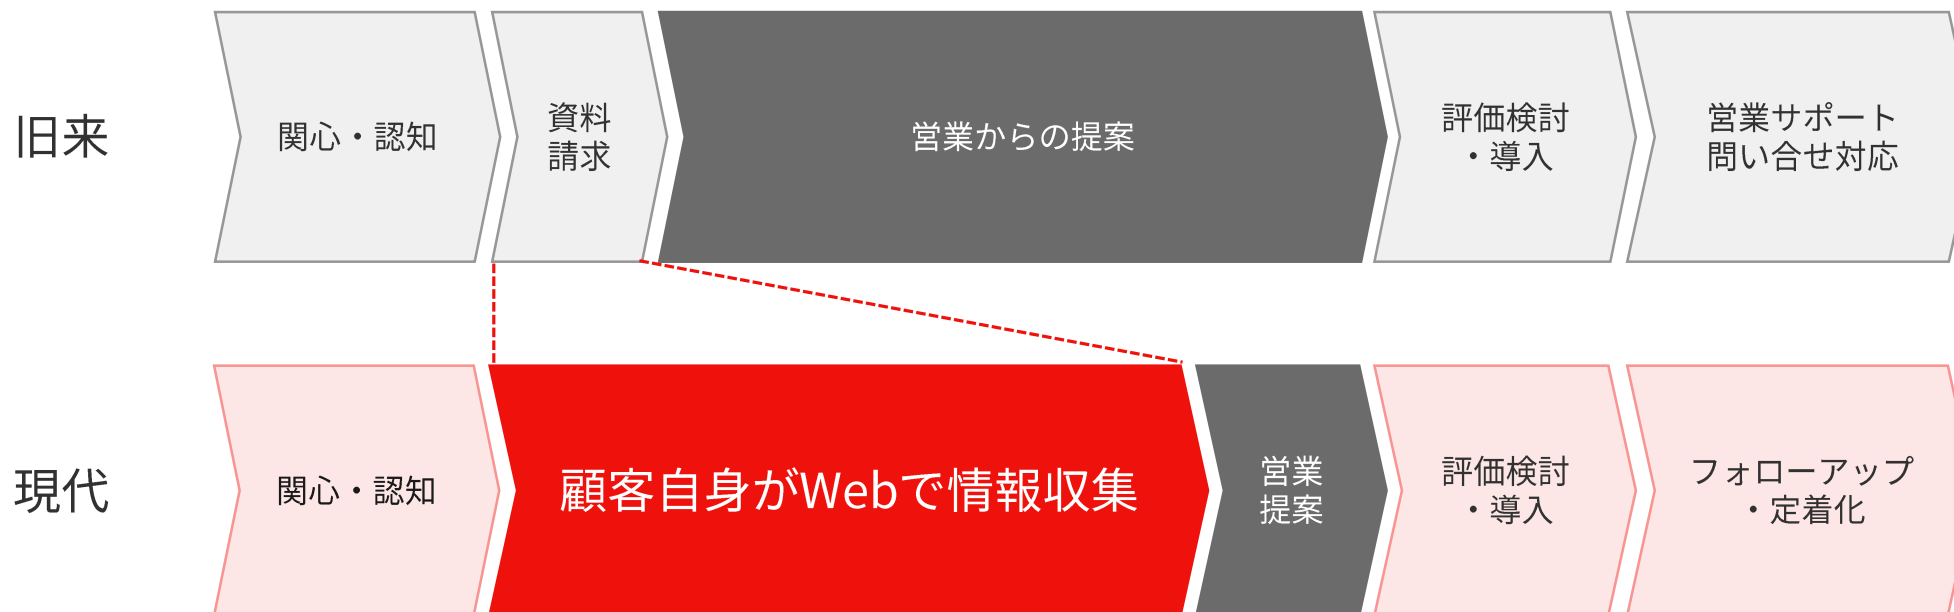 旧来
関心・認知
資料
請求
営業からの提案
評価検討
・導入
営業サポート
問い合せ対応
現代
関心・認知
顧客自身がWebで情報収集
営業
提案
評価検討
・導入
フォローアップ
・定着化